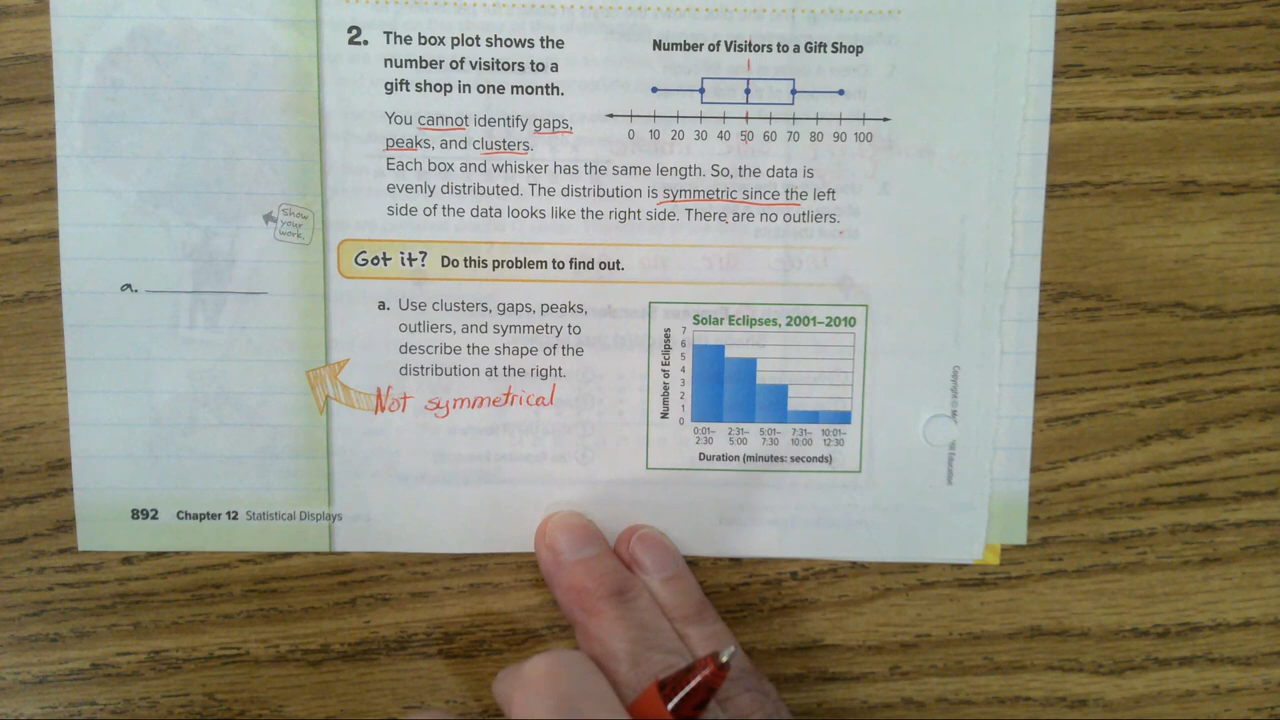 2. The box plot shows the
number of visitors to a
gift shop in one month.
You cannot identify gaps,
peaks, and clusters.
Each box and whisker has the same length. So, the data is
evenly distributed. The distribution is symmetric since the left
side of the data looks like the right side. There are no outliers.
Number of Visitors to a Gift Shop
0 10 20 30 40 50 60 70 80 90 100
Show
your
work.
Got it? Do this problem to find out.
a.
a. Use clusters, gaps, peaks,
outliers, and symmetry to
describe the shape of the
distribution at the right.
Not symmetrical
Solar Eclipses, 2001–2010
Number of Eclipses
7
6
5
4
3
2
1
0
0:01– 2:31– 5:01– 7:31– 10:01–
2:30 5:00 7:30 10:00 12:30
Duration (minutes: seconds)
Copyright ©
Education
892 Chapter 12 Statistical Displays